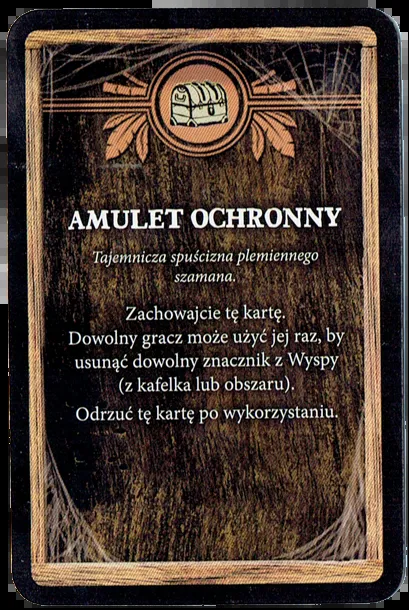 AMULET OCHRONNY
Tajemnicza spuścizna plemiennego
szamana.
Zachowajcie tę kartę.
Dowolny gracz może użyć jej raz, by
usunąć dowolny znacznik z Wyspy
(z kafelka lub obszaru).
Odrzuć tę kartę po wykorzystaniu.